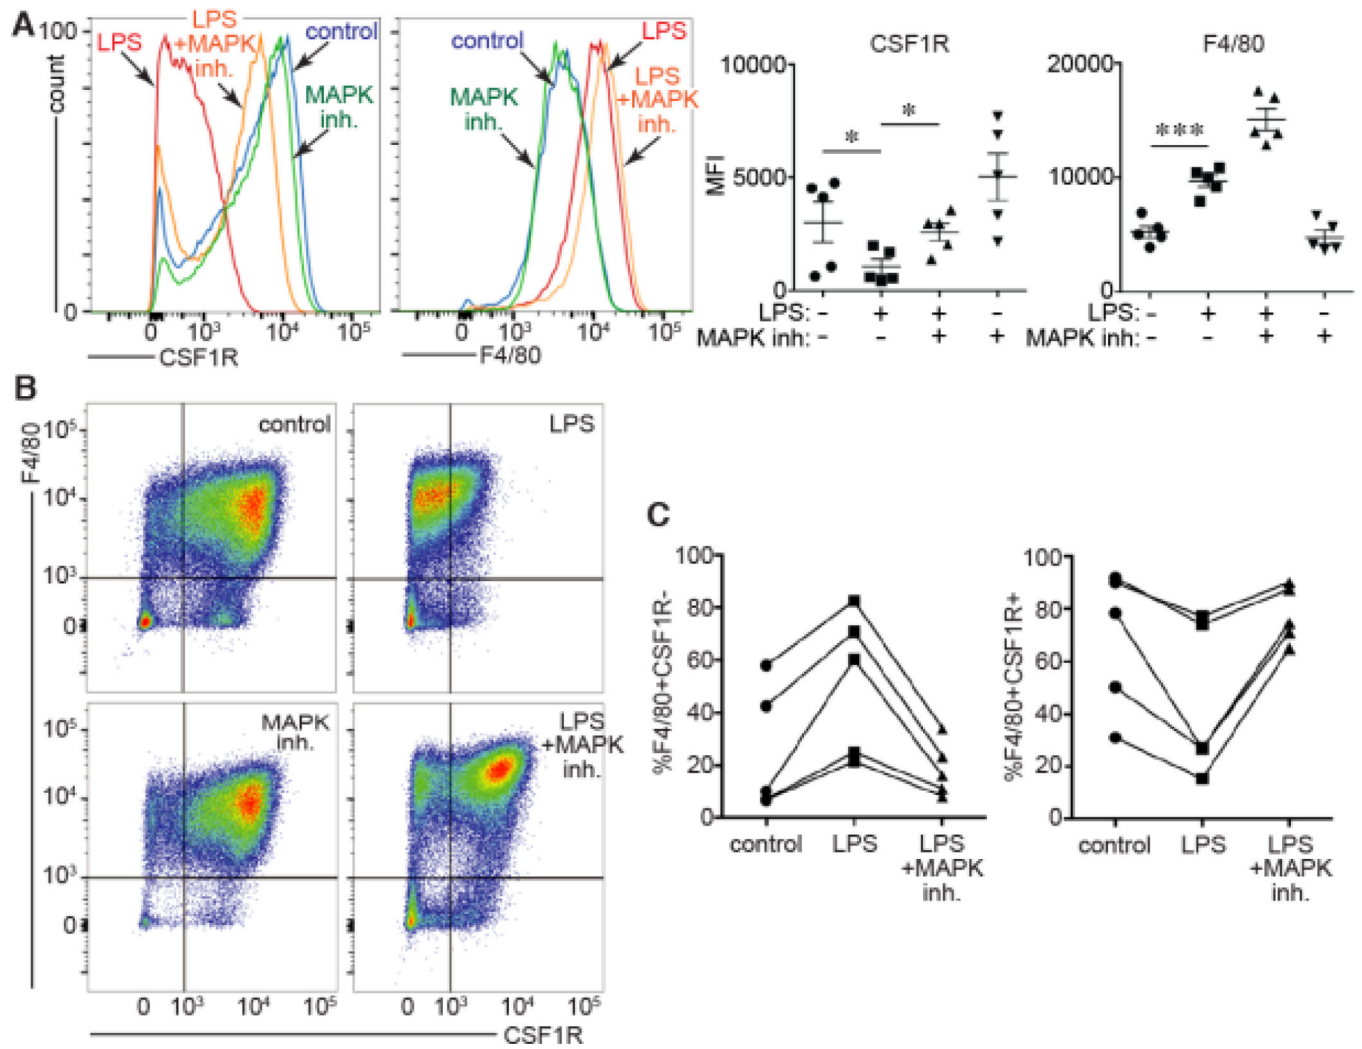 A
100
count
0
LPS
LPS
+MAPK
inh.
control
MAPK
inh.
0 10³ 10⁴ 10⁵
CSF1R
control
MAPK
inh.
LPS
LPS
+MAPK
inh.
0 10³ 10⁴ 10⁵
F4/80
CSF1R
MFI
10000
5000
0
*
*
LPS: - + + -
MAPK inh: - - + +
F4/80
20000
10000
0
***
- + + -
- - + +
B
F4/80
control
LPS
10⁵
10⁴
10³
0
MAPK
inh.
LPS
+MAPK
inh.
10⁵
10⁴
10³
0
0 10³ 10⁴ 10⁵
0 10³ 10⁴ 10⁵
CSF1R
C
%F4/80+CSF1R-
100
80
60
40
20
0
control LPS LPS
+MAPK
inh.
%F4/80+CSF1R+
100
80
60
40
20
0
control LPS LPS
+MAPK
inh.